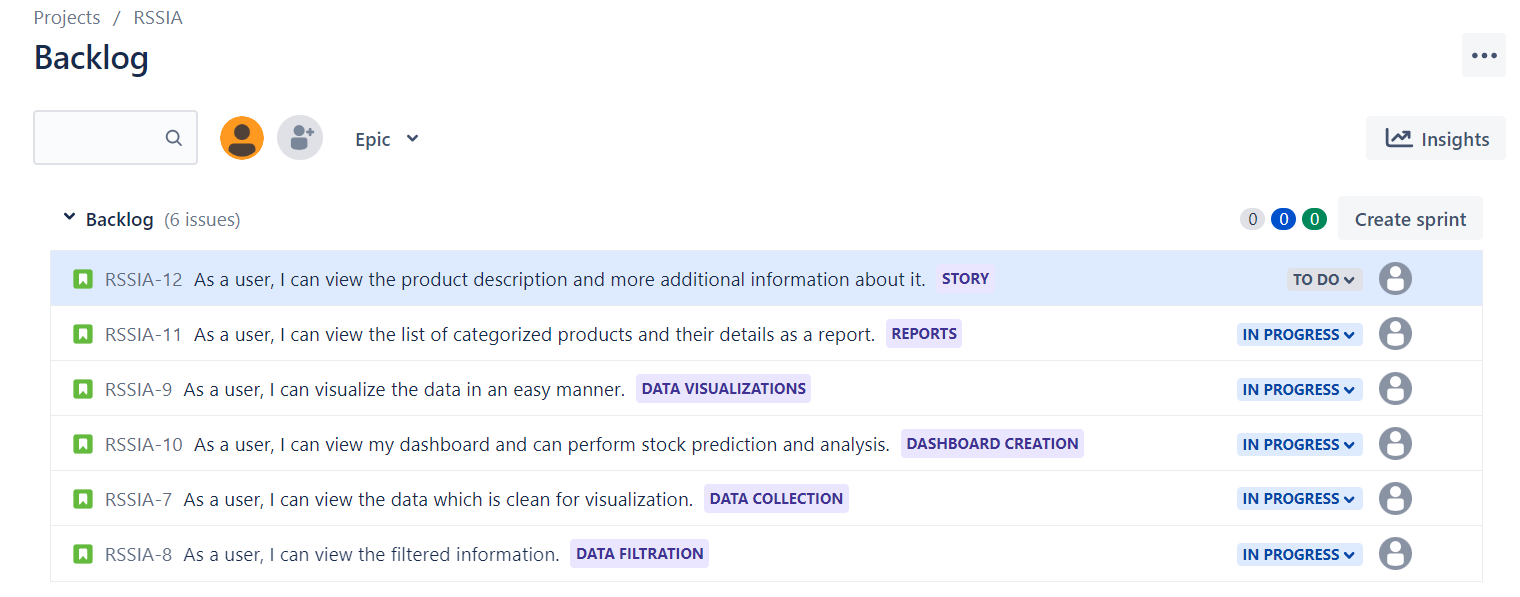 Projects / RSSIA
Backlog
Epic
Insights
Backlog (6 issues) 0 0 0 Create sprint
RSSIA-12 As a user, I can view the product description and more additional information about it. STORY TO DO
RSSIA-11 As a user, I can view the list of categorized products and their details as a report. REPORTS IN PROGRESS
RSSIA-9 As a user, I can visualize the data in an easy manner. DATA VISUALIZATIONS IN PROGRESS
RSSIA-10 As a user, I can view my dashboard and can perform stock prediction and analysis. DASHBOARD CREATION IN PROGRESS
RSSIA-7 As a user, I can view the data which is clean for visualization. DATA COLLECTION IN PROGRESS
RSSIA-8 As a user, I can view the filtered information. DATA FILTRATION IN PROGRESS